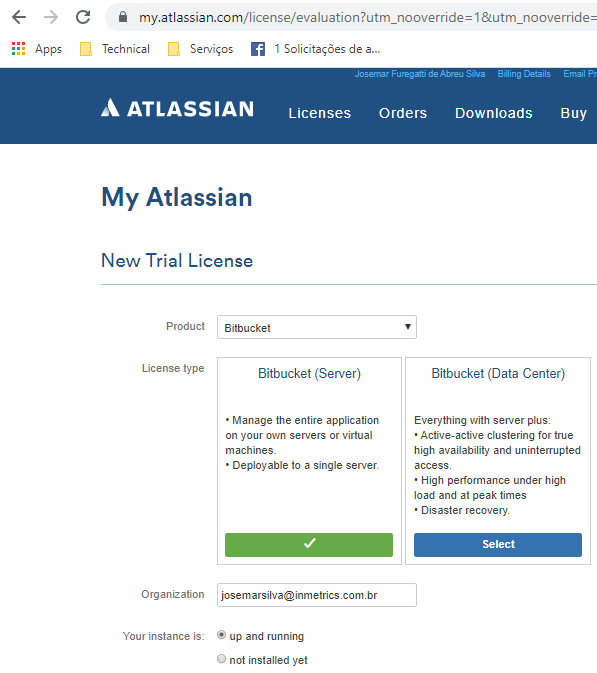 my.atlassian.com/license/evaluation?utm_nooverride=1&utm_nooverride=
Apps Technical Serviços 1 Solicitações de a...
Josemar Furegatti de Abreu Silva Billing Details Email Pr
ATLASSIAN Licenses Orders Downloads Buy
My Atlassian
New Trial License
Product Bitbucket
License type
Bitbucket (Server)
• Manage the entire application
on your own servers or virtual
machines.
• Deployable to a single server.
Bitbucket (Data Center)
Everything with server plus:
• Active-active clustering for true
high availability and uninterrupted
access.
• High performance under high
load and at peak times
• Disaster recovery.
Select
Organization josemarsilva@inmetrics.com.br
Your instance is: up and running
not installed yet